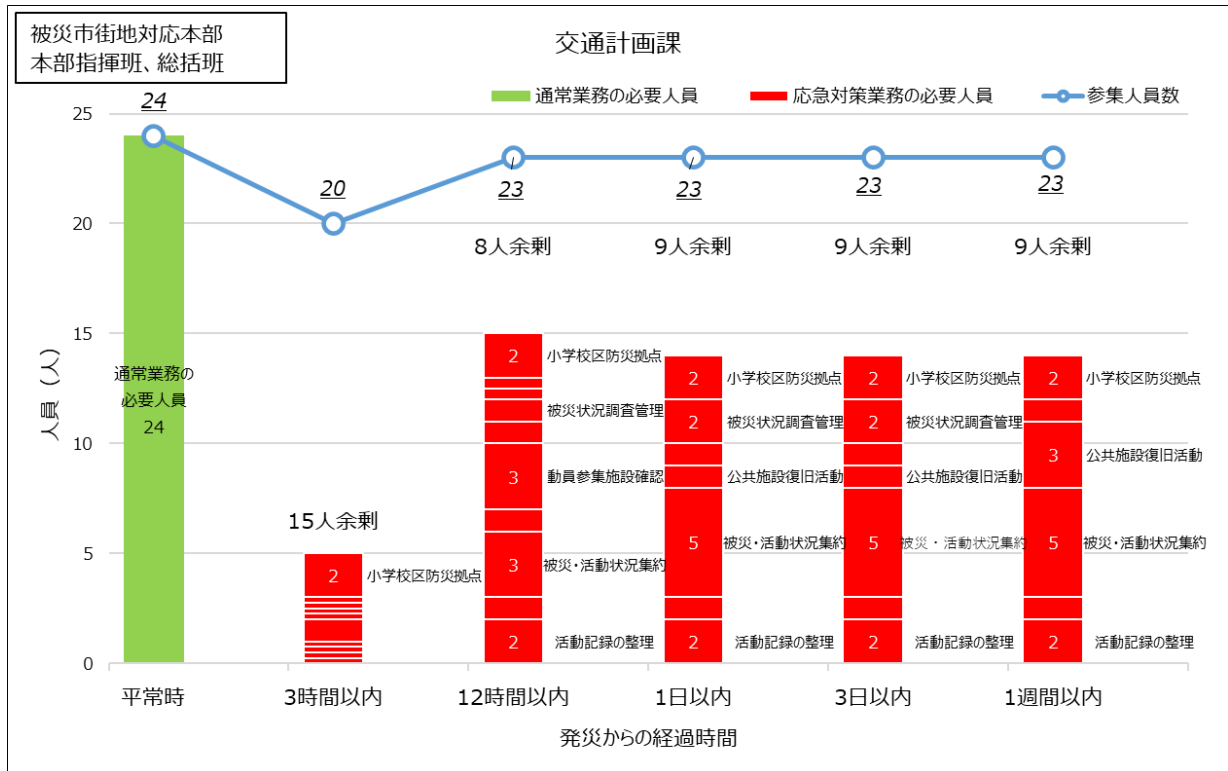 被災市街地対応本部
本部指揮班、総括班
交通計画課
通常業務の必要人員
応急対策業務の必要人員
参集人員数
人員（人）
25
20
15
10
5
0
24
20
23
23
23
23
15人余剰
8人余剰
9人余剰
9人余剰
9人余剰
通常業務の
必要人員
24
2
小学校区防災拠点
2
小学校区防災拠点
被災状況調査管理
3
動員参集施設確認
3
被災・活動状況集約
2
活動記録の整理
2
小学校区防災拠点
2
被災状況調査管理
公共施設復旧活動
5
被災・活動状況集約
2
活動記録の整理
2
小学校区防災拠点
2
被災状況調査管理
公共施設復旧活動
5
被災・活動状況集約
2
活動記録の整理
2
小学校区防災拠点
3
公共施設復旧活動
5
被災・活動状況集約
2
活動記録の整理
平常時
3時間以内
12時間以内
1日以内
3日以内
1週間以内
発災からの経過時間